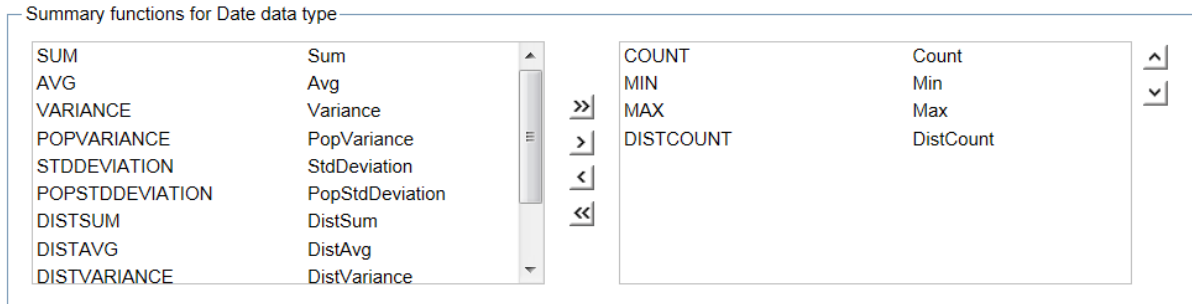 Summary functions for Date data type
SUM Sum
AVG Avg
VARIANCE Variance
POPVARIANCE PopVariance
STDDEVIATION StdDeviation
POPSTDDEVIATION PopStdDeviation
DISTSUM DistSum
DISTAVG DistAvg
DISTVARIANCE DistVariance
>>
>
<
<<
COUNT Count
MIN Min
MAX Max
DISTCOUNT DistCount